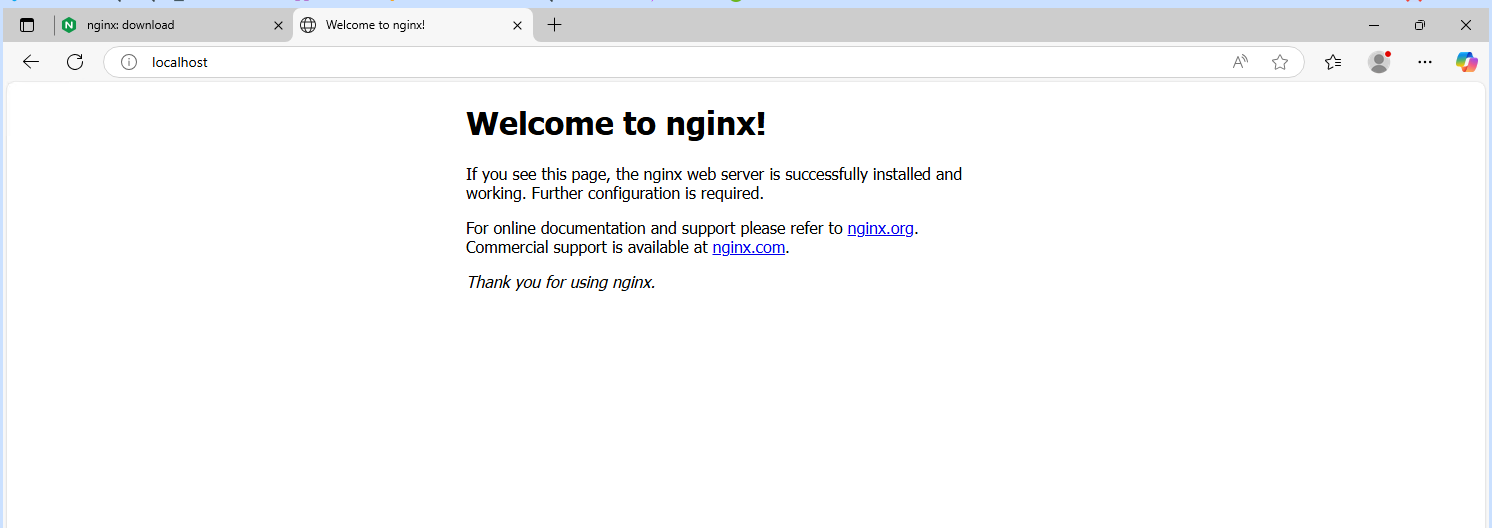 nginx: download
Welcome to nginx!
localhost
Welcome to nginx!
If you see this page, the nginx web server is successfully installed and
working. Further configuration is required.
For online documentation and support please refer to nginx.org.
Commercial support is available at nginx.com.
Thank you for using nginx.